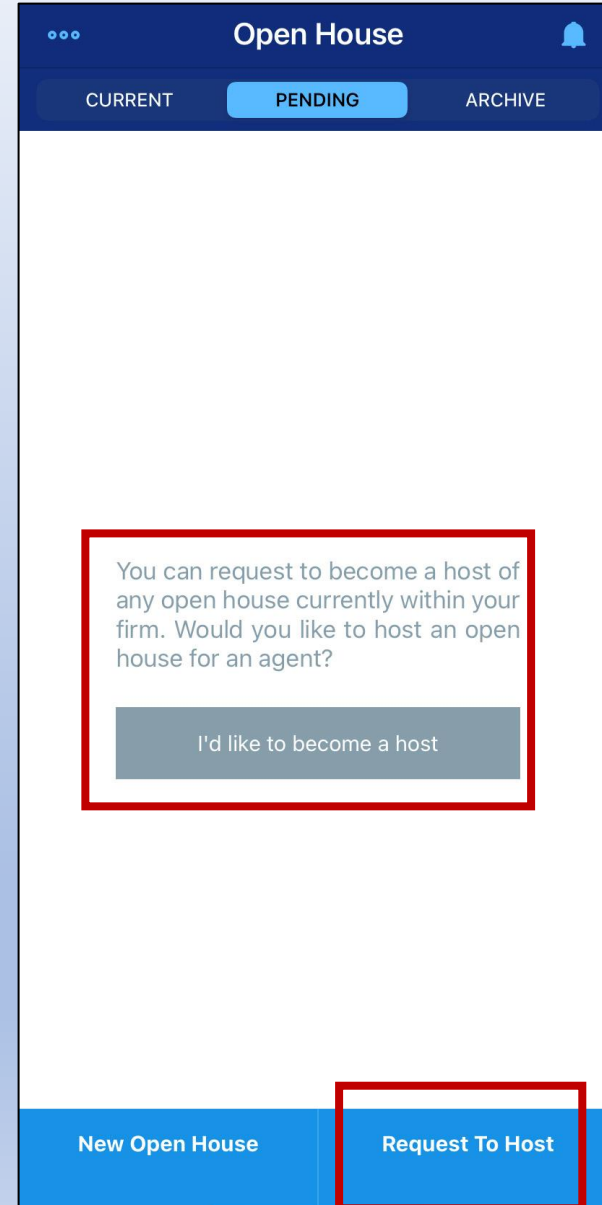 Open House
CURRENT PENDING ARCHIVE
You can request to become a host of
any open house currently within your
firm. Would you like to host an open
house for an agent?
I'd like to become a host
New Open House Request To Host